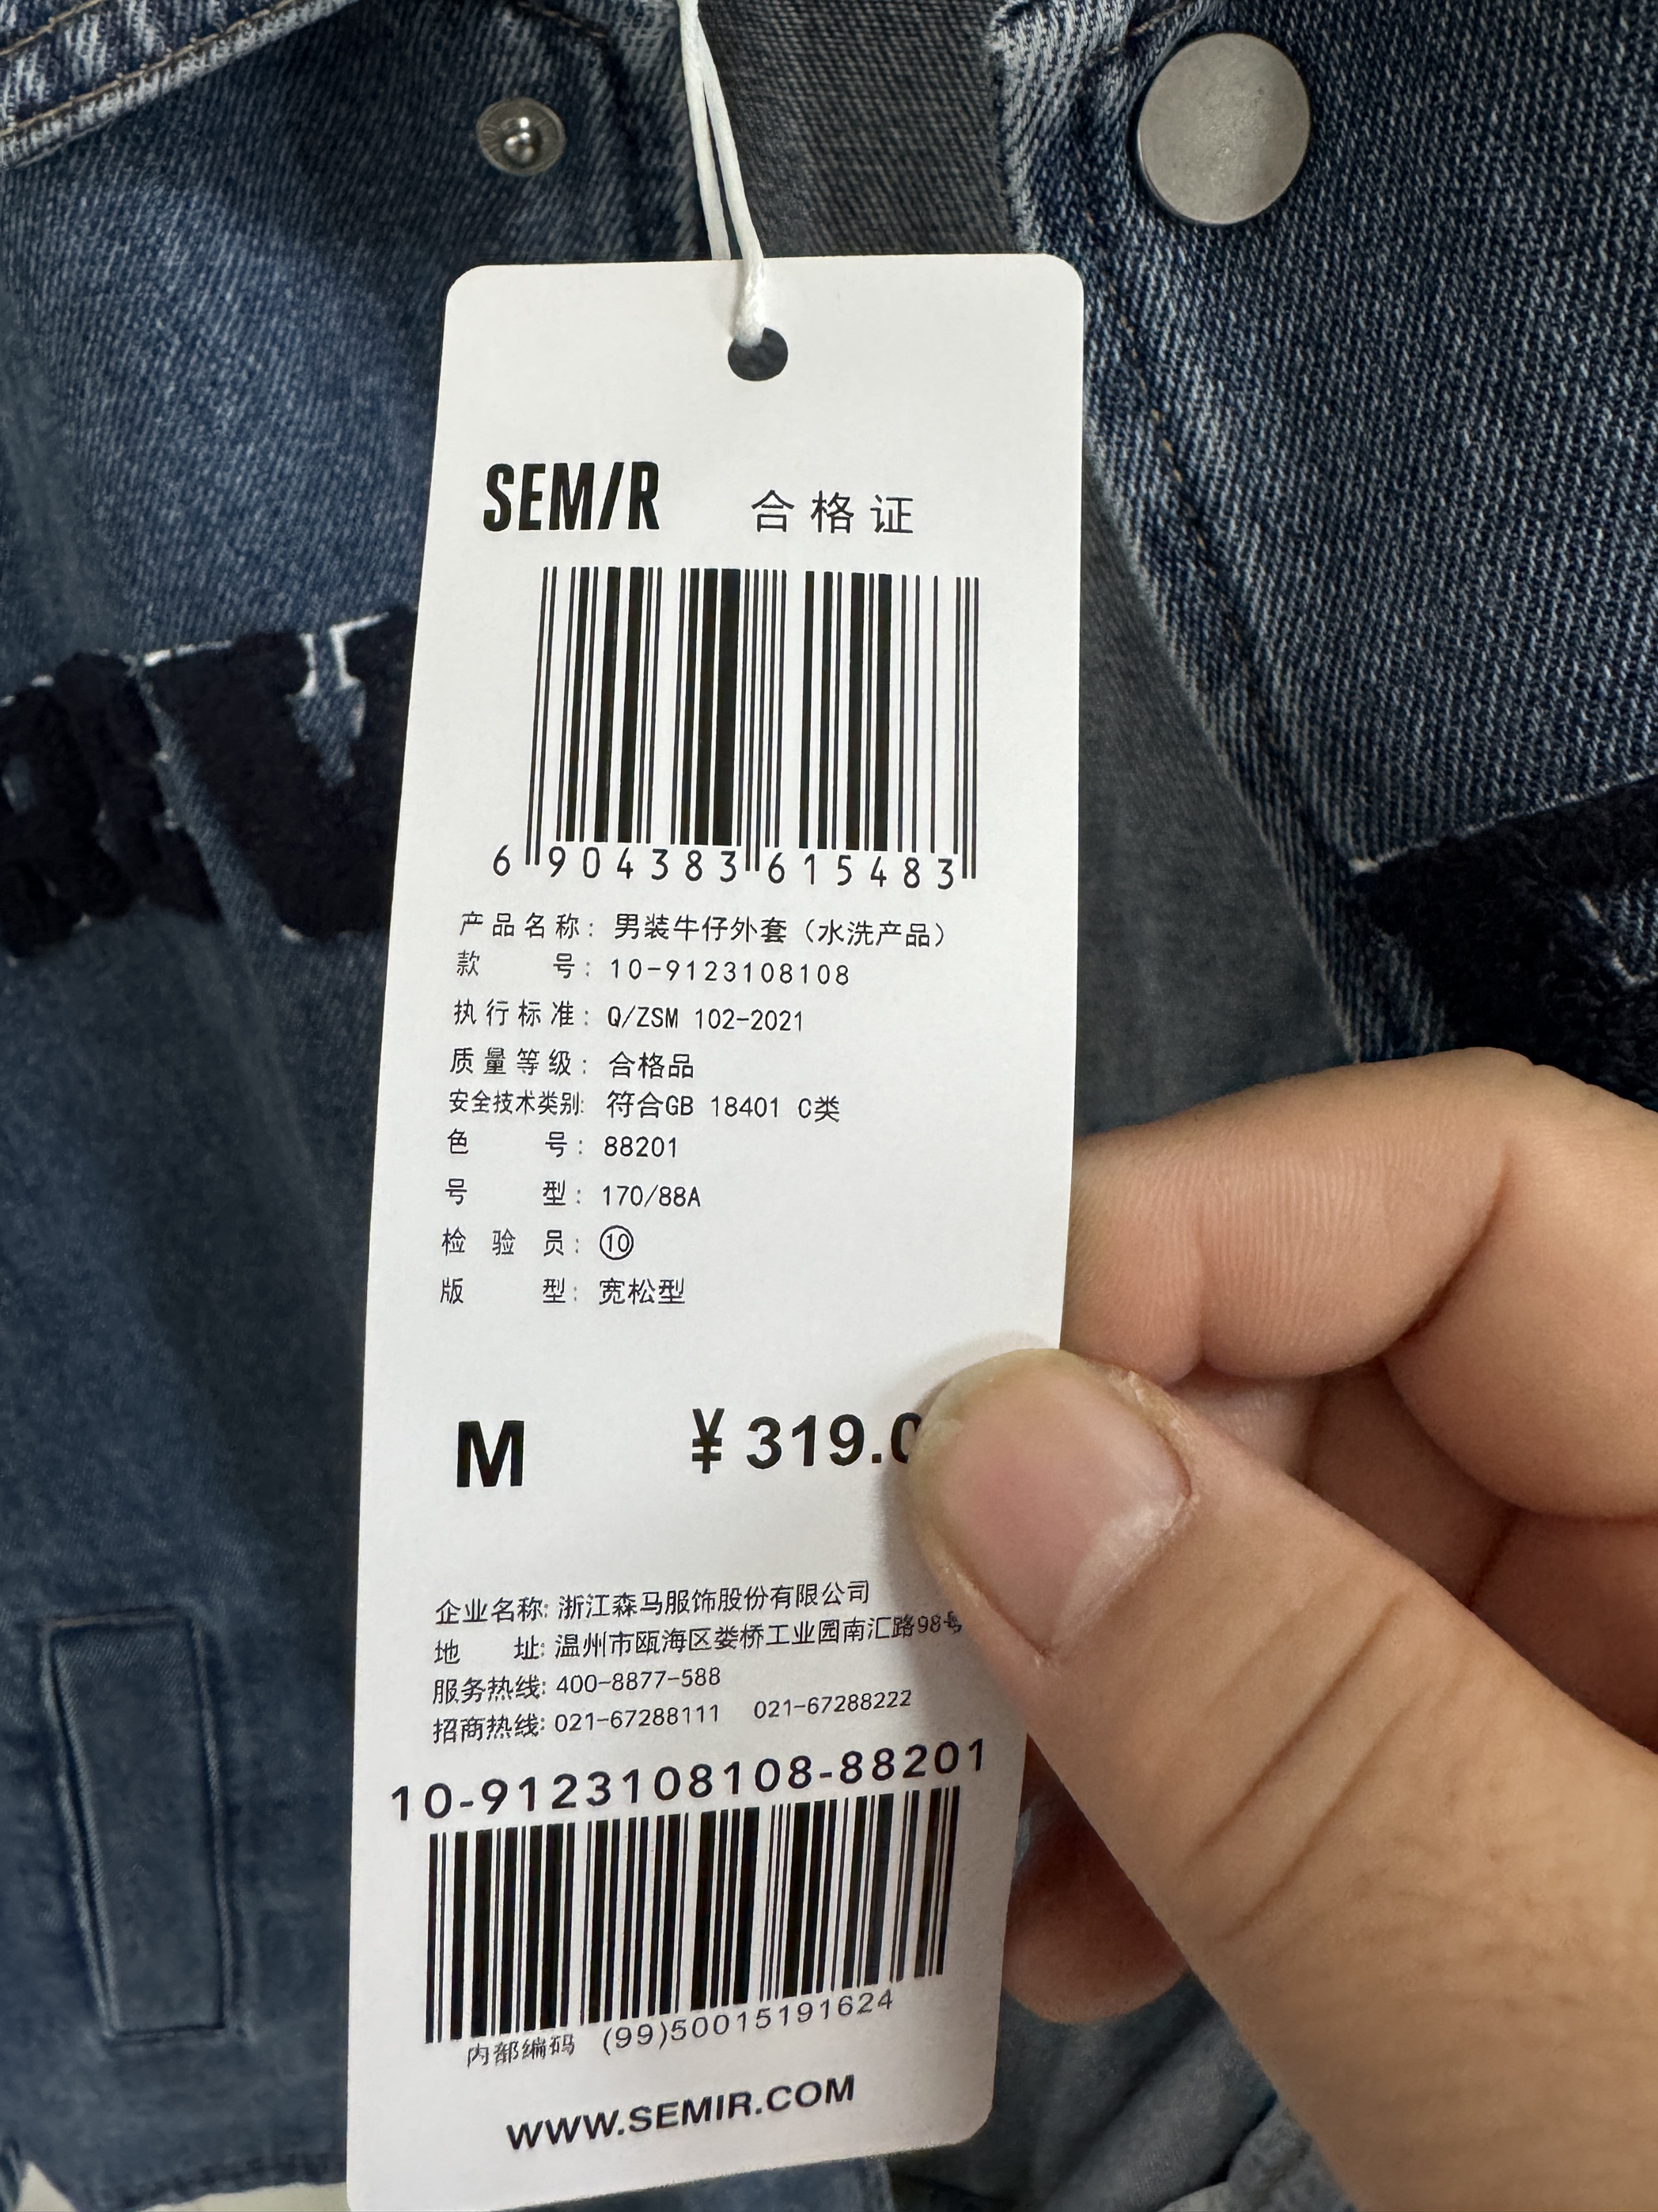 SEM/R 合格证
6 904383 615483
产品名称：男装牛仔外套（水洗产品）
款号：10-9123108108
执行标准：Q/ZSM 102-2021
质量等级：合格品
安全技术类别：符合GB 18401 C类
色号：88201
号型：170/88A
检验员：⑩
版型：宽松型
M ¥319.0
企业名称: 浙江森马服饰股份有限公司
地址: 温州市瓯海区娄桥工业园南汇路98号
服务热线: 400-8877-588
招商热线: 021-67288111 021-67288222
10-9123108108-88201
内部编码 (99)50015191624
WWW.SEMIR.COM